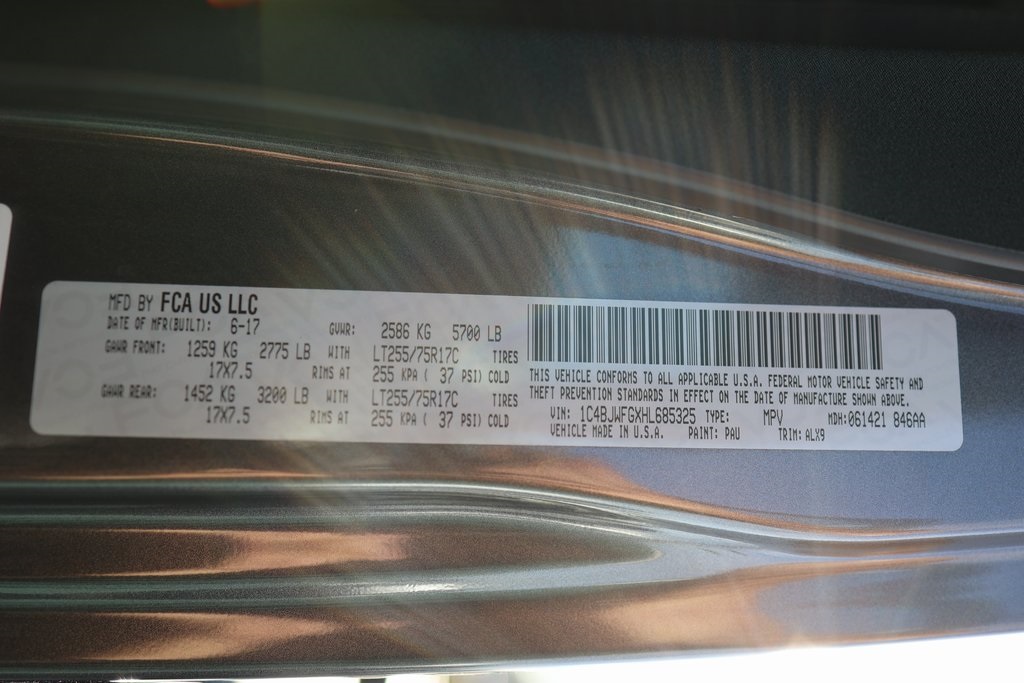 MFD BY FCA US LLC
DATE OF MFR(BUILT): 6-17 GVWR: 2586 KG 5700 LB
GAWR FRONT: 1259 KG 2775 LB WITH LT255/75R17C TIRES
17X7.5 RIMS AT 255 KPA ( 37 PSI) COLD
GAWR REAR: 1452 KG 3200 LB WITH LT255/75R17C TIRES
17X7.5 RIMS AT 255 KPA ( 37 PSI) COLD
THIS VEHICLE CONFORMS TO ALL APPLICABLE U.S.A. FEDERAL MOTOR VEHICLE SAFETY AND
THEFT PREVENTION STANDARDS IN EFFECT ON THE DATE OF MANUFACTURE SHOWN ABOVE.
VIN: 1C4BJWFGXHL685325 TYPE: MPV MDH:061421 846AA
VEHICLE MADE IN U.S.A. PAINT: PAU TRIM: ALX9